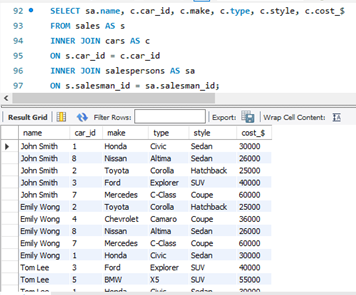 92 SELECT sa.name, c.car_id, c.make, c.type, c.style, c.cost_$
93 FROM sales AS s
94 INNER JOIN cars AS c
95 ON s.car_id = c.car_id
96 INNER JOIN salespersons AS sa
97 ON s.salesman_id = sa.salesman_id;
Result Grid Filter Rows: Export: Wrap Cell Content:
name car_id make type style cost_$
John Smith 1 Honda Civic Sedan 30000
John Smith 8 Nissan Altima Sedan 26000
John Smith 2 Toyota Corolla Hatchback 25000
John Smith 3 Ford Explorer SUV 40000
John Smith 7 Mercedes C-Class Coupe 60000
Emily Wong 2 Toyota Corolla Hatchback 25000
Emily Wong 4 Chevrolet Camaro Coupe 36000
Emily Wong 8 Nissan Altima Sedan 26000
Emily Wong 7 Mercedes C-Class Coupe 60000
Emily Wong 1 Honda Civic Sedan 30000
Tom Lee 3 Ford Explorer SUV 40000
Tom Lee 5 BMW X5 SUV 55000
Tom Lee 1 Honda Civic Sedan 30000